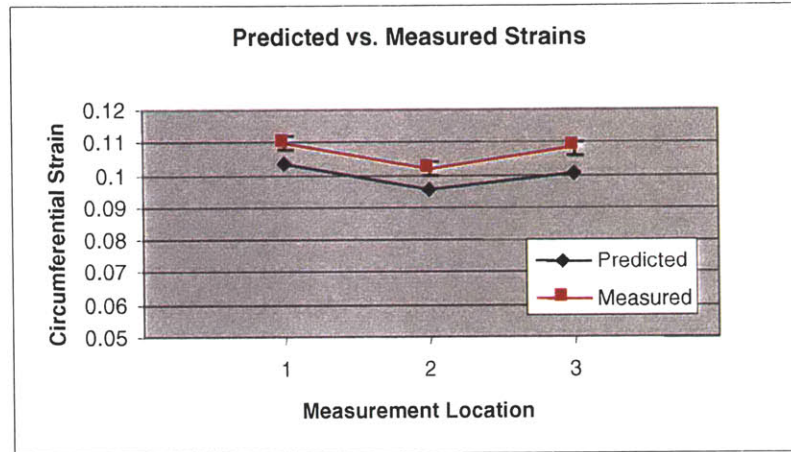 Predicted vs. Measured Strains
Circumferential Strain
0.12
0.11
0.1
0.09
0.08
0.07
0.06
0.05
Predicted
Measured
1 2 3
Measurement Location